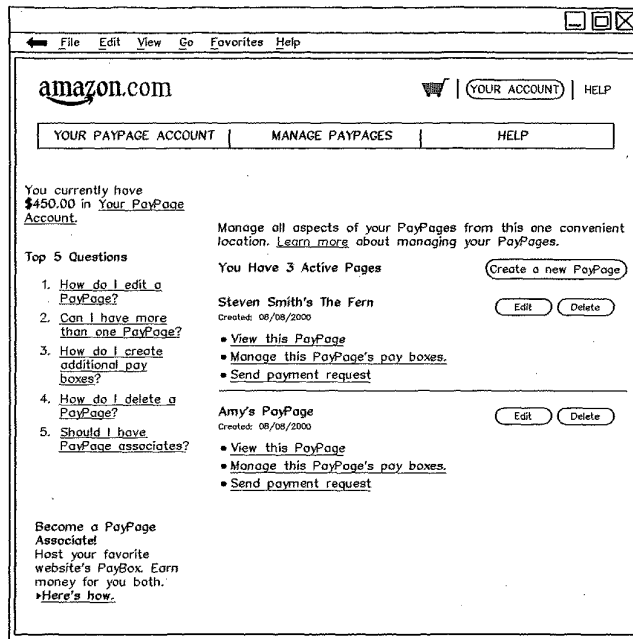 File Edit View Go Favorites Help
amazon.com
YOUR ACCOUNT | HELP
YOUR PAYPAGE ACCOUNT | MANAGE PAYPAGES | HELP
You currently have
$450.00 in Your PayPage
Account.
Top 5 Questions
1. How do I edit a
PayPage?
2. Can I have more
than one PayPage?
3. How do I create
additional pay
boxes?
4. How do I delete a
PayPage?
5. Should I have
PayPage associates?
Become a PayPage
Associate!
Host your favorite
website's PayBox. Earn
money for you both.
▸Here's how.
Manage all aspects of your PayPages from this one convenient
location. Learn more about managing your PayPages.
You Have 3 Active Pages
Create a new PayPage
Steven Smith's The Fern
Edit Delete
Created: 08/08/2000
• View this PayPage
• Manage this PayPage's pay boxes.
• Send payment request
Amy's PayPage
Edit Delete
Created: 08/08/2000
• View this PayPage
• Manage this PayPage's pay boxes.
• Send payment request